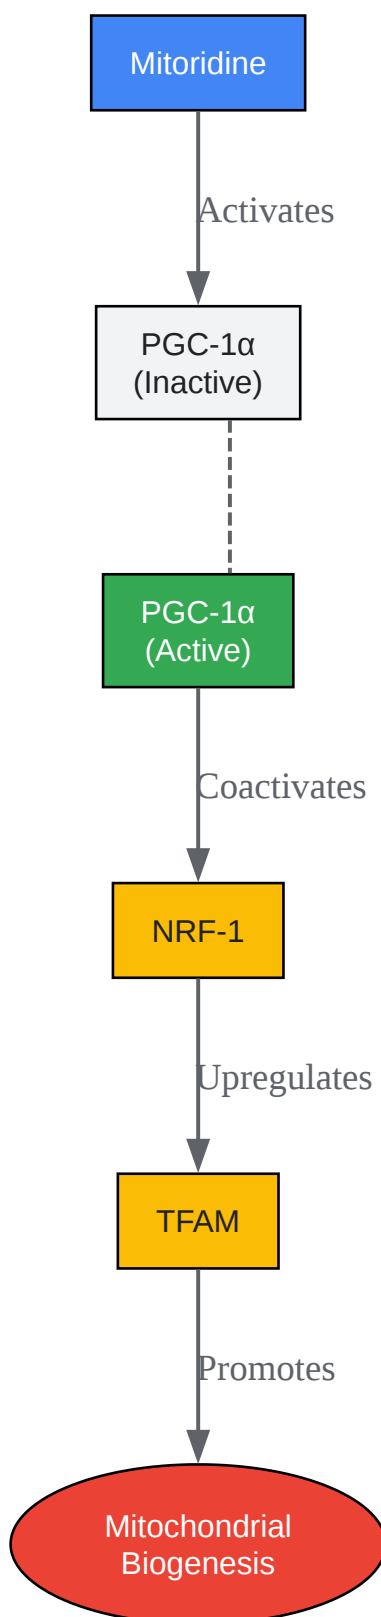 Mitoridine
Activates
PGC-1α
(Inactive)
PGC-1α
(Active)
Coactivates
NRF-1
Upregulates
TFAM
Promotes
Mitochondrial
Biogenesis